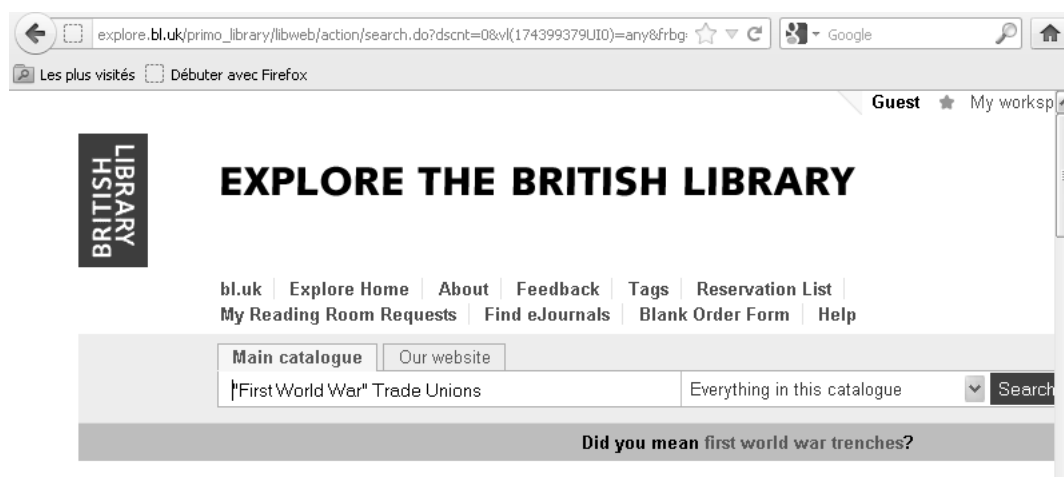 explore.bl.uk/primo_library/libweb/action/search.do?dscnt=0&vl(174399379UI0)=any&frbg: Google
Les plus visités Débuter avec Firefox
Guest My worksp
BRITISH
LIBRARY
EXPLORE THE BRITISH LIBRARY
bl.uk Explore Home About Feedback Tags Reservation List
My Reading Room Requests Find eJournals Blank Order Form Help
Main catalogue Our website
"First World War" Trade Unions Everything in this catalogue Search
Did you mean first world war trenches?